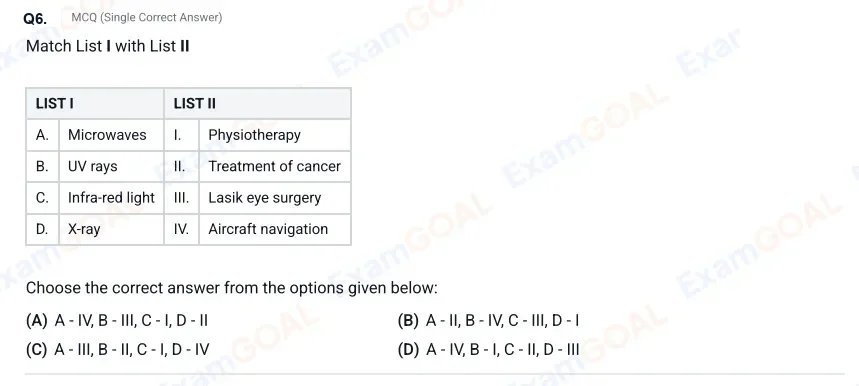 Q6. MCQ (Single Correct Answer)
Match List I with List II
LIST I LIST II
A. Microwaves I. Physiotherapy
B. UV rays II. Treatment of cancer
C. Infra-red light III. Lasik eye surgery
D. X-ray IV. Aircraft navigation
Choose the correct answer from the options given below:
(A) A - IV, B - III, C - I, D - II (B) A - II, B - IV, C - III, D - I
(C) A - III, B - II, C - I, D - IV (D) A - IV, B - I, C - II, D - III
ExamGOAL